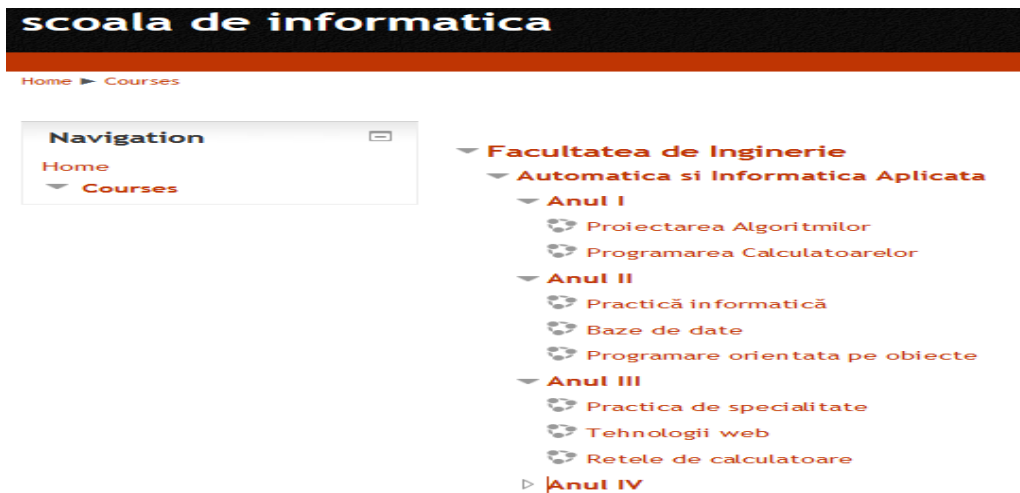 scoala de informatica
Home ► Courses
Navigation
Home
Courses
Facultatea de Inginerie
Automatica si Informatica Aplicata
Anul I
Proiectarea Algoritmilor
Programarea Calculatoarelor
Anul II
Practică informatică
Baze de date
Programare orientata pe obiecte
Anul III
Practica de specialitate
Tehnologii web
Retele de calculatoare
Anul IV